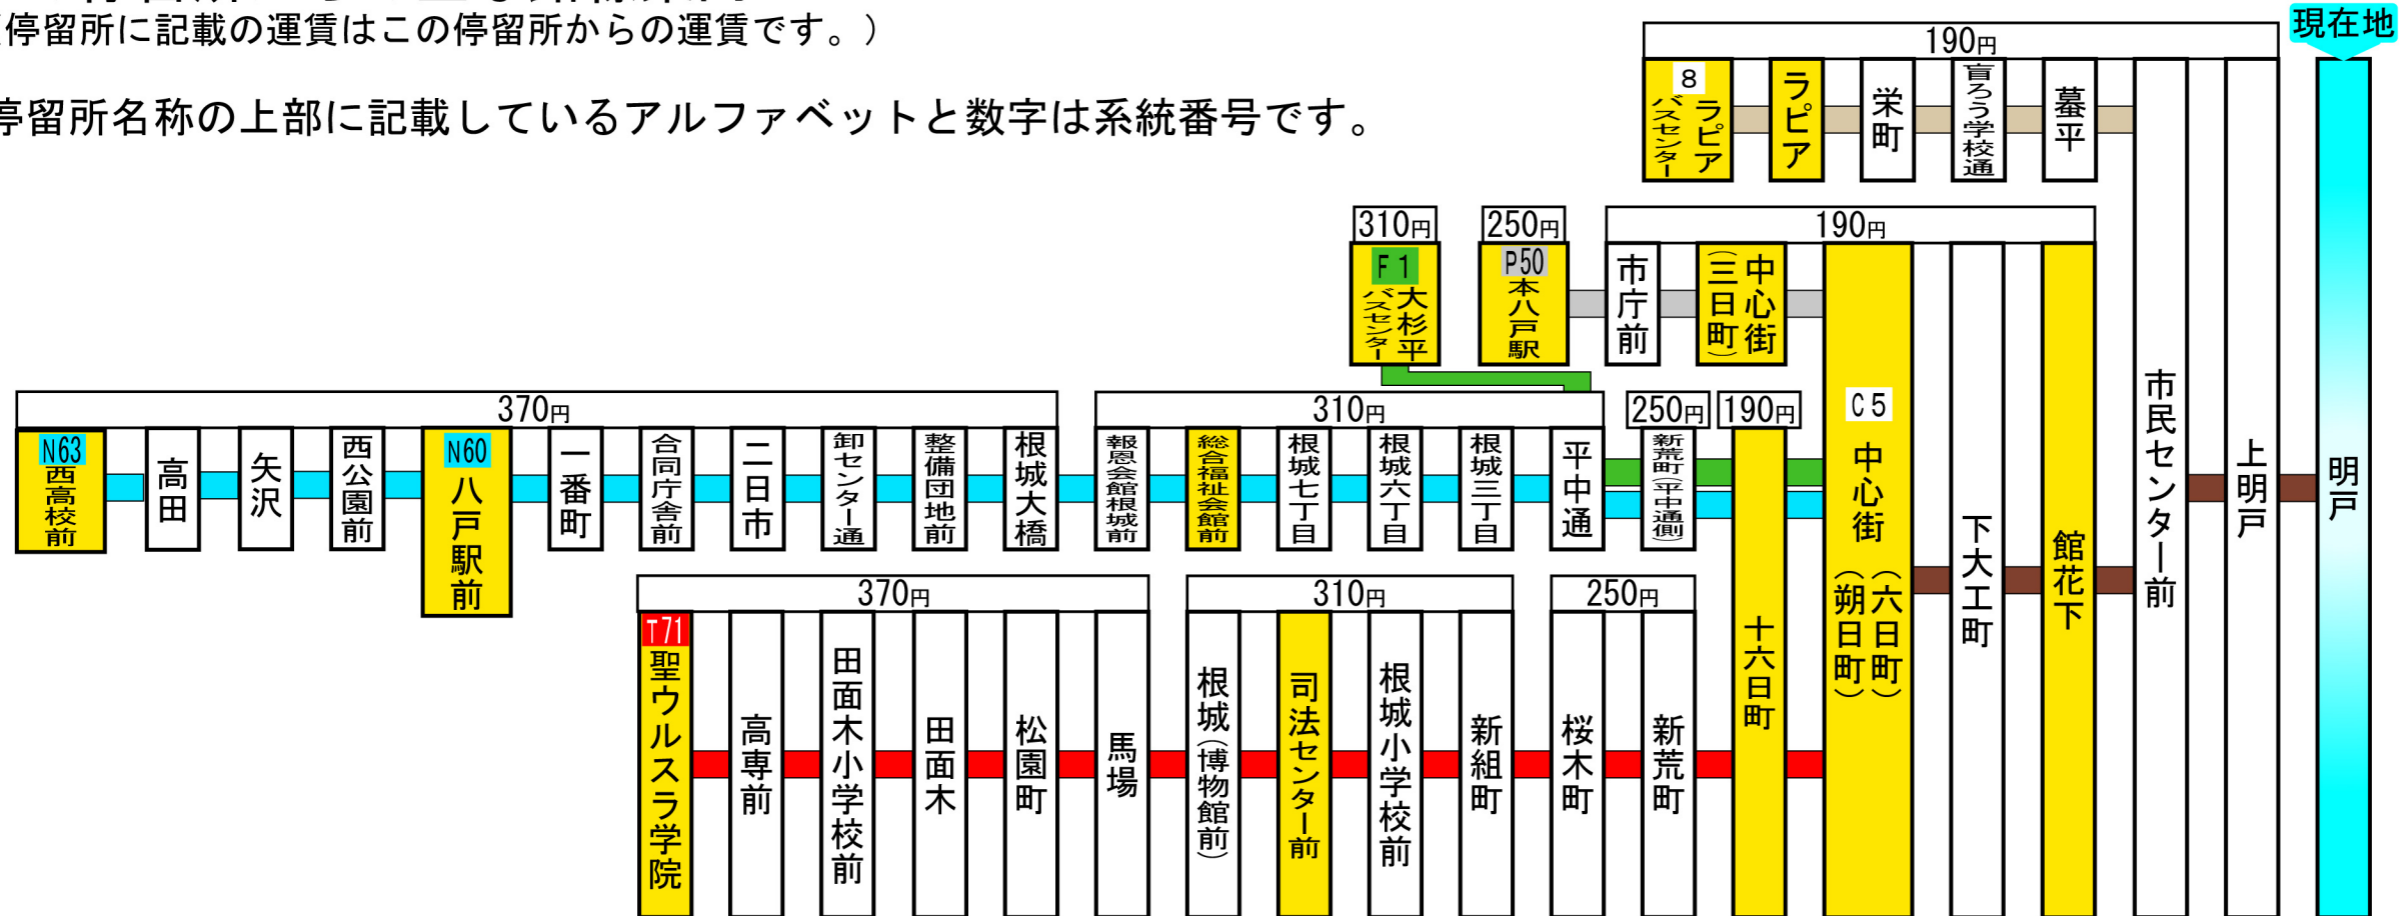 停留所に記載の運賃はこの停留所からの運賃です。）
停留所名称の上部に記載しているアルファベットと数字は系統番号です。
現在地
190円
8
ラピア
バスセンター
ラピア
栄町
盲ろう学校通
墓平
市民センター前
上明戸
明戸
310円
250円
190円
F1
大杉平
バスセンター
P50
本八戸駅
市庁前
中心街
（三日町）
C5
中心街
（六日町）
（朔日町）
下大工町
館花下
370円
310円
250円
190円
N63
西高校前
高田
矢沢
西公園前
N60
八戸駅前
一番町
合同庁舎前
二日市
卸センター通
整備団地前
根城大橋
報恩会館根城前
総合福祉会館前
根城七丁目
根城六丁目
根城三丁目
平中通
新荒町（平中通側）
十六日町
370円
310円
250円
T71
聖ウルスラ学院
高専前
田面木小学校前
田面木
松園町
馬場
根城（博物館前）
司法センター前
根城小学校前
新組町
桜木町
新荒町